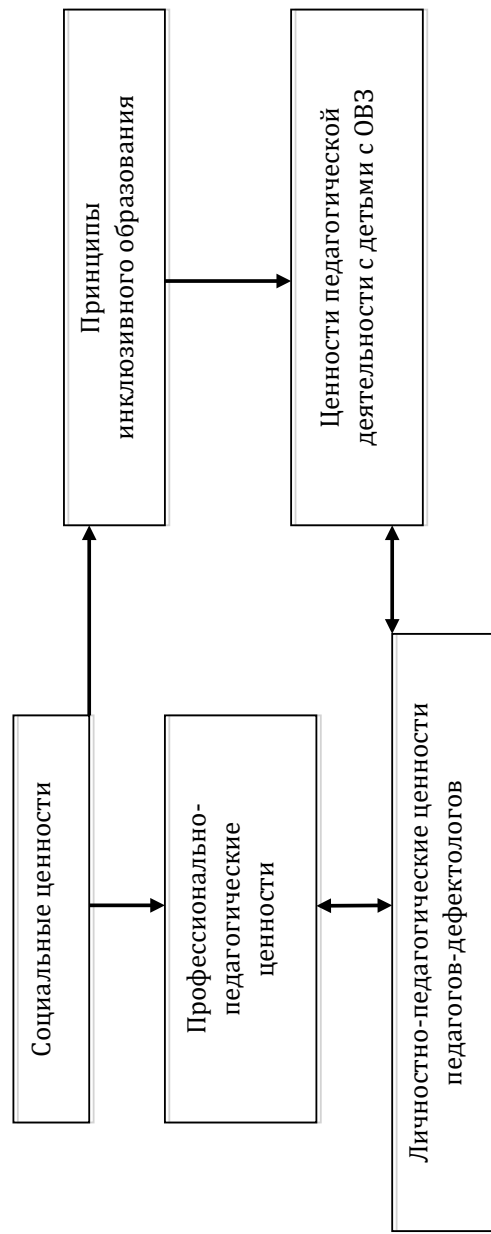 Социальные ценности
Профессионально-
педагогические
ценности
Личностно-педагогические ценности
педагогов-дефектологов
Принципы
инклюзивного образования
Ценности педагогической
деятельности с детьми с ОВЗ